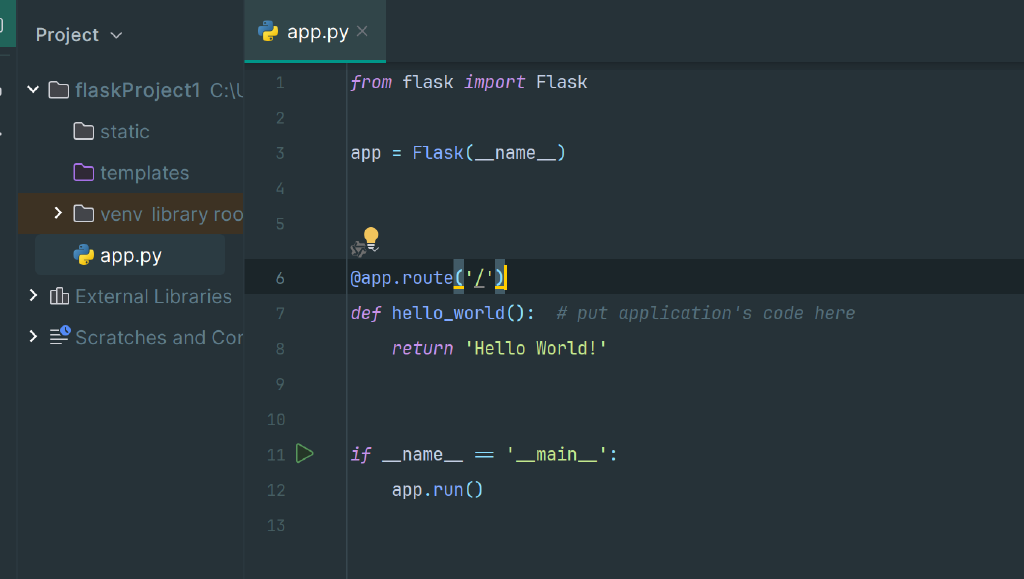 Project
app.py
flaskProject1 C:\U
static
templates
venv library roo
app.py
External Libraries
Scratches and Cor
1 from flask import Flask
2
3 app = Flask(__name__)
4
5
6 @app.route('/')
7 def hello_world():  # put application's code here
8     return 'Hello World!'
9
10
11 if __name__ == '__main__':
12     app.run()
13